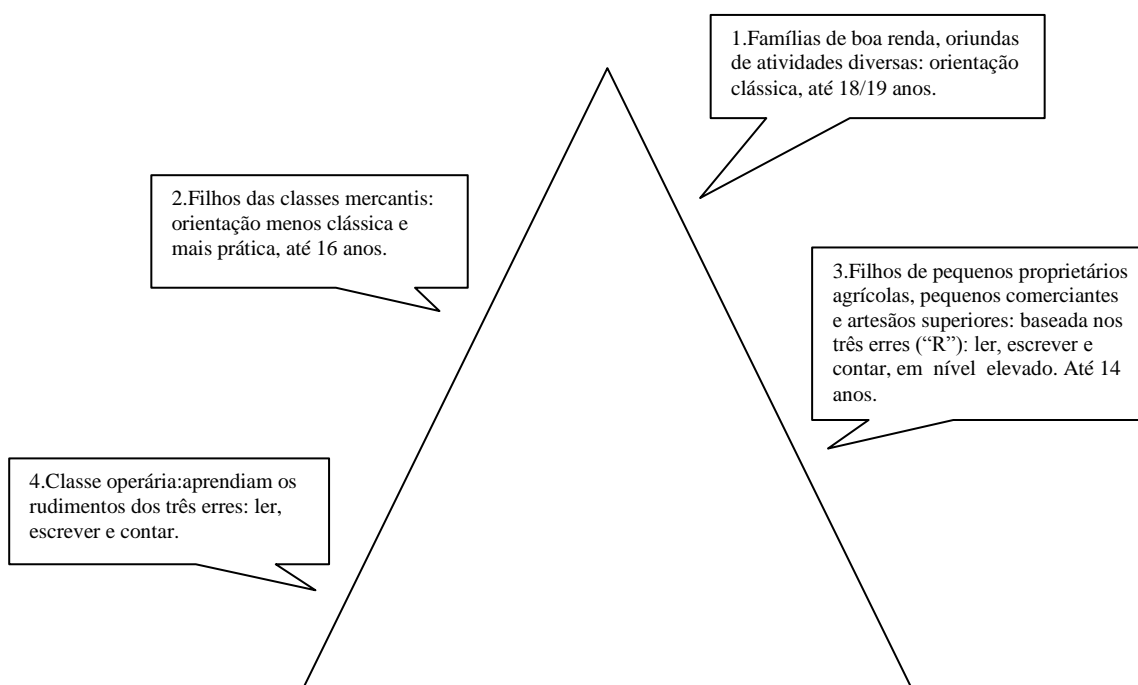 1.Famílias de boa renda, oriundas
de atividades diversas: orientação
clássica, até 18/19 anos.
2.Filhos das classes mercantis:
orientação menos clássica e
mais prática, até 16 anos.
3.Filhos de pequenos proprietários
agrícolas, pequenos comerciantes
e artesãos superiores: baseada nos
três erres (“R”): ler, escrever e
contar, em nível elevado. Até 14
anos.
4.Classe operária:aprendiam os
rudimentos dos três erres: ler,
escrever e contar.